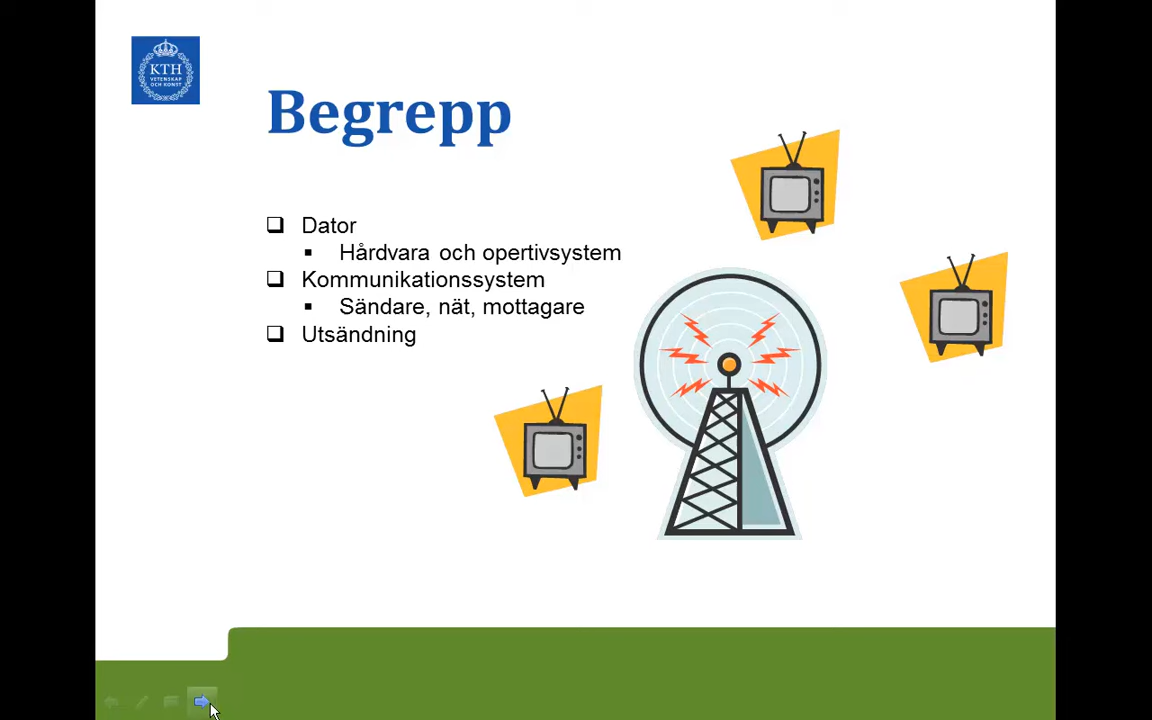 KTH
VETENSKAP
OCH KONST
Begrepp
Dator
Hårdvara och opertivsystem
Kommunikationssystem
Sändare, nät, mottagare
Utsändning